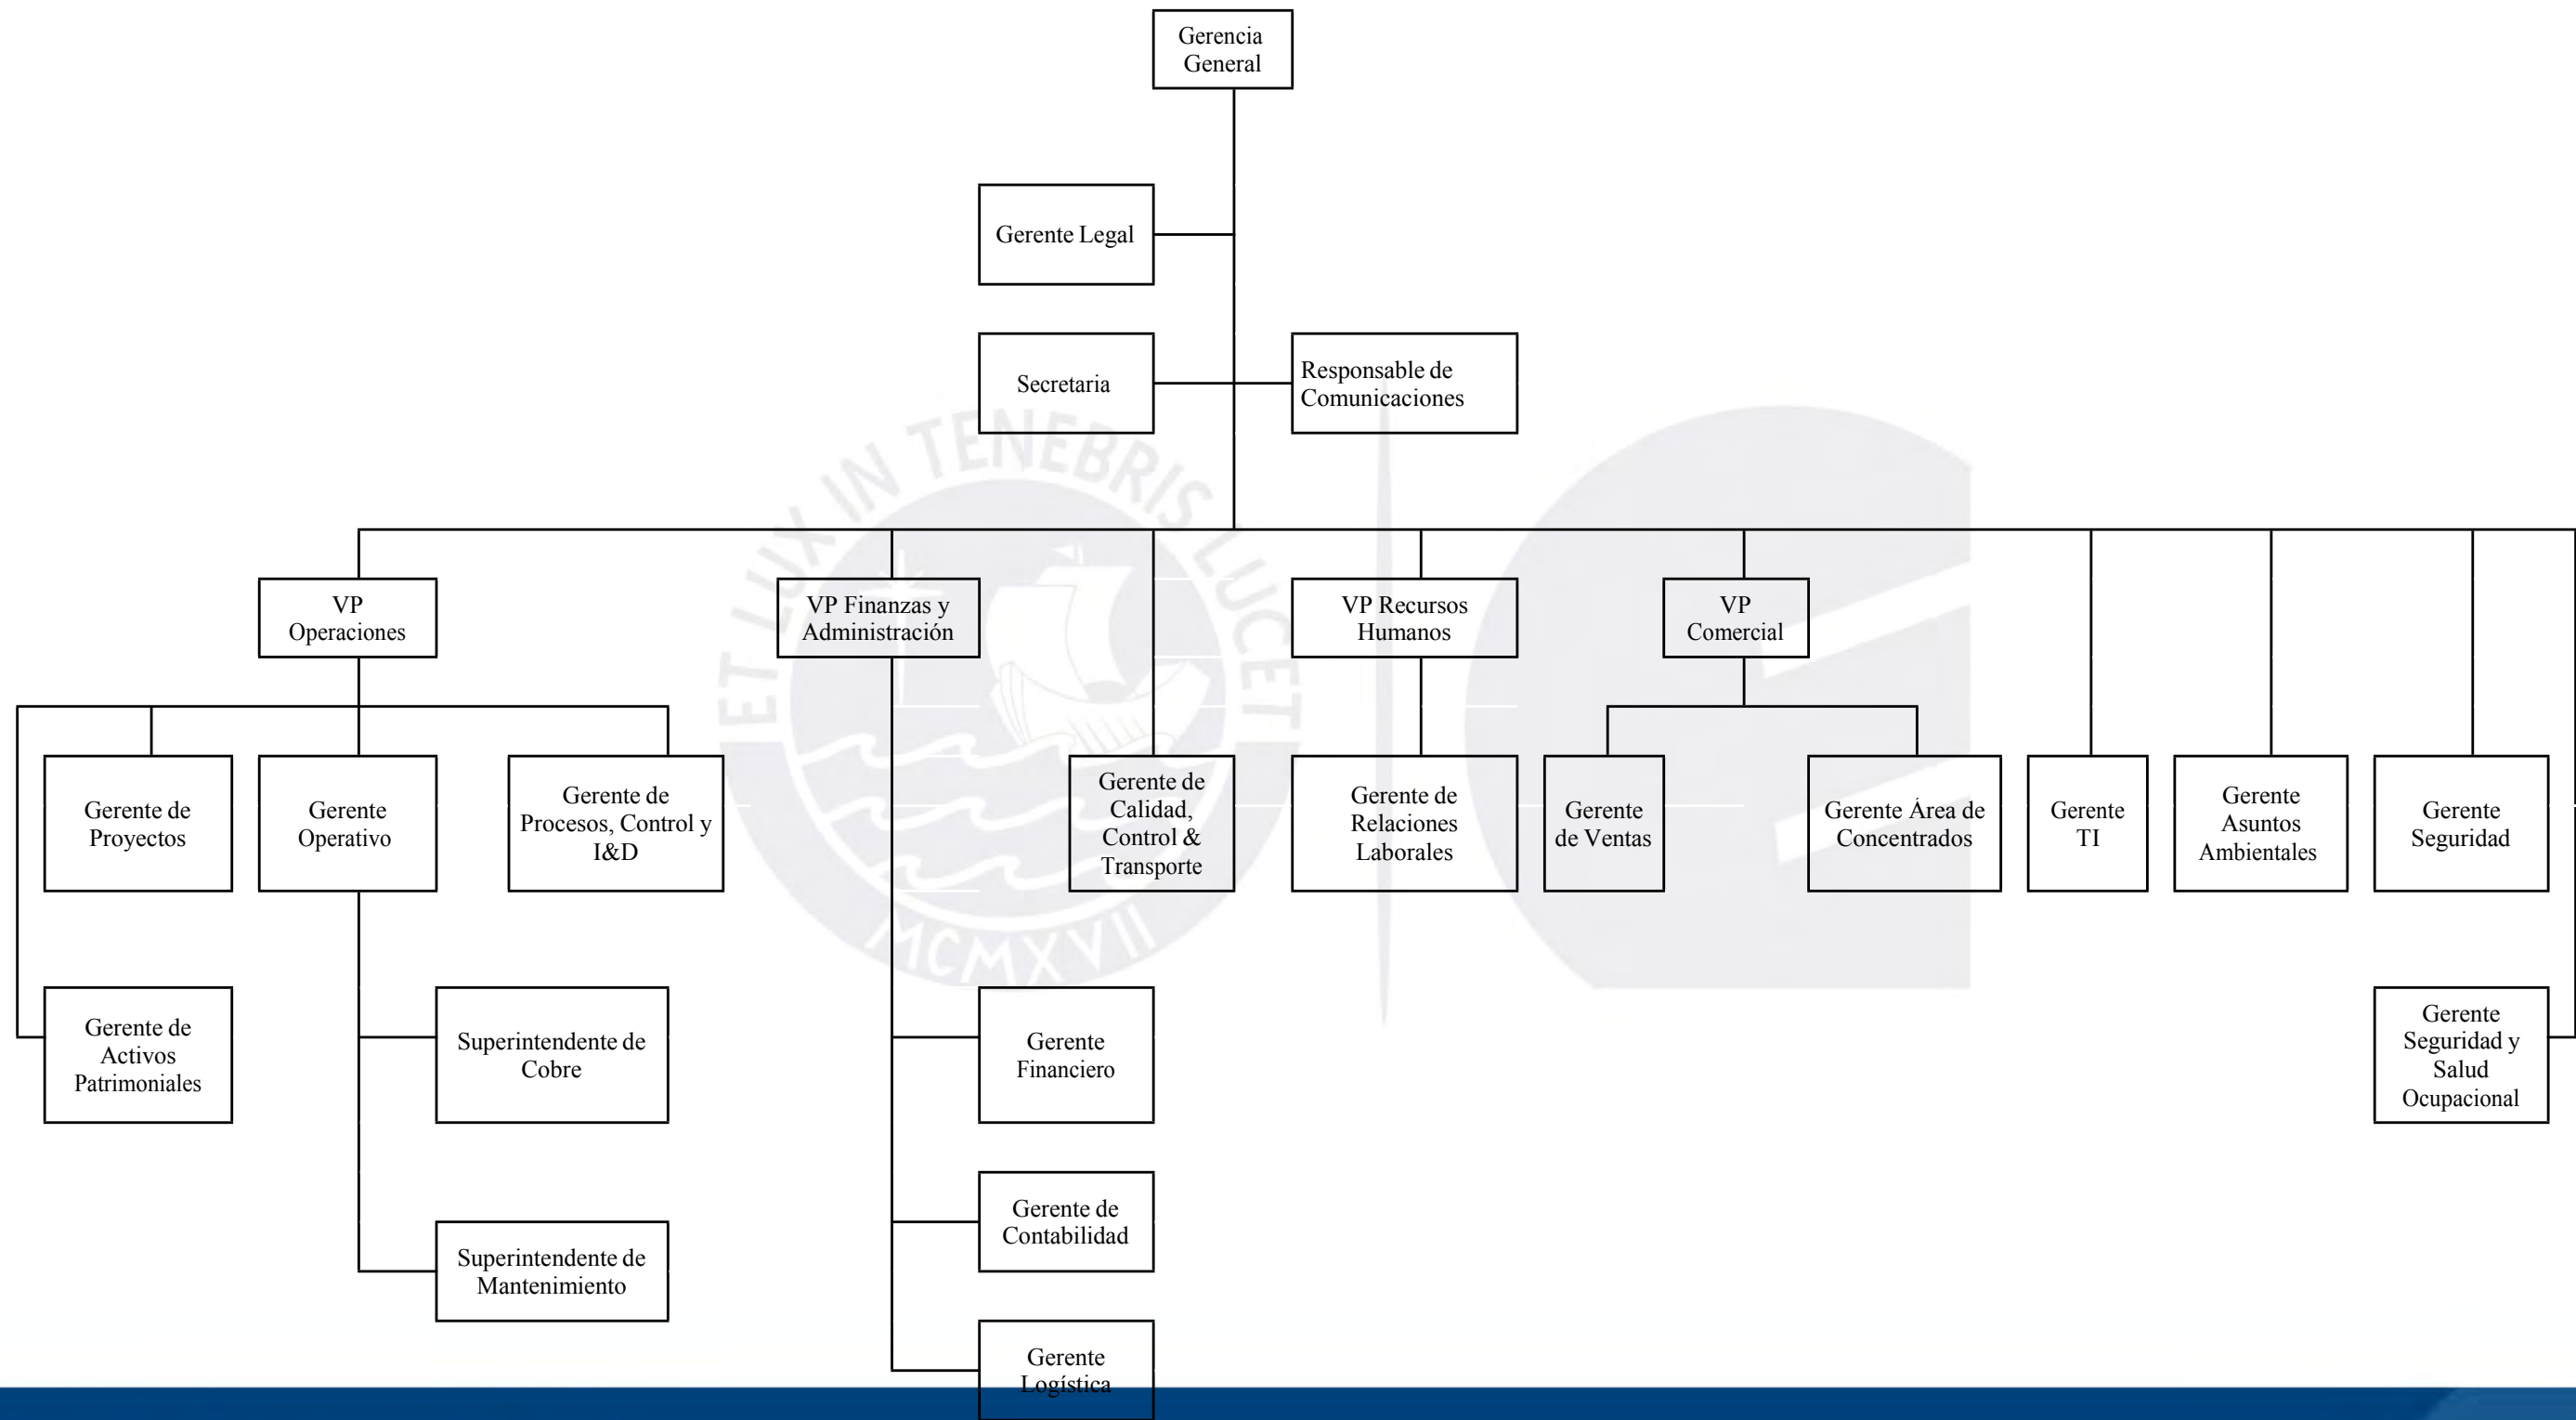 Gerencia
General
Gerente Legal
Secretaria
Responsable de
Comunicaciones
ET LUX IN TENEBRIS LUCET
MCMXVII
VP
Operaciones
VP Finanzas y
Administración
VP Recursos
Humanos
VP
Comercial
Gerente de
Proyectos
Gerente
Operativo
Gerente de
Procesos, Control y
I&D
Gerente de
Calidad,
Control &
Transporte
Gerente de
Relaciones
Laborales
Gerente
de Ventas
Gerente Área de
Concentrados
Gerente
TI
Gerente
Asuntos
Ambientales
Gerente
Seguridad
Gerente de
Activos
Patrimoniales
Superintendente de
Cobre
Gerente
Financiero
Gerente
Seguridad y
Salud
Ocupacional
Gerente de
Contabilidad
Superintendente de
Mantenimiento
Gerente
Logística